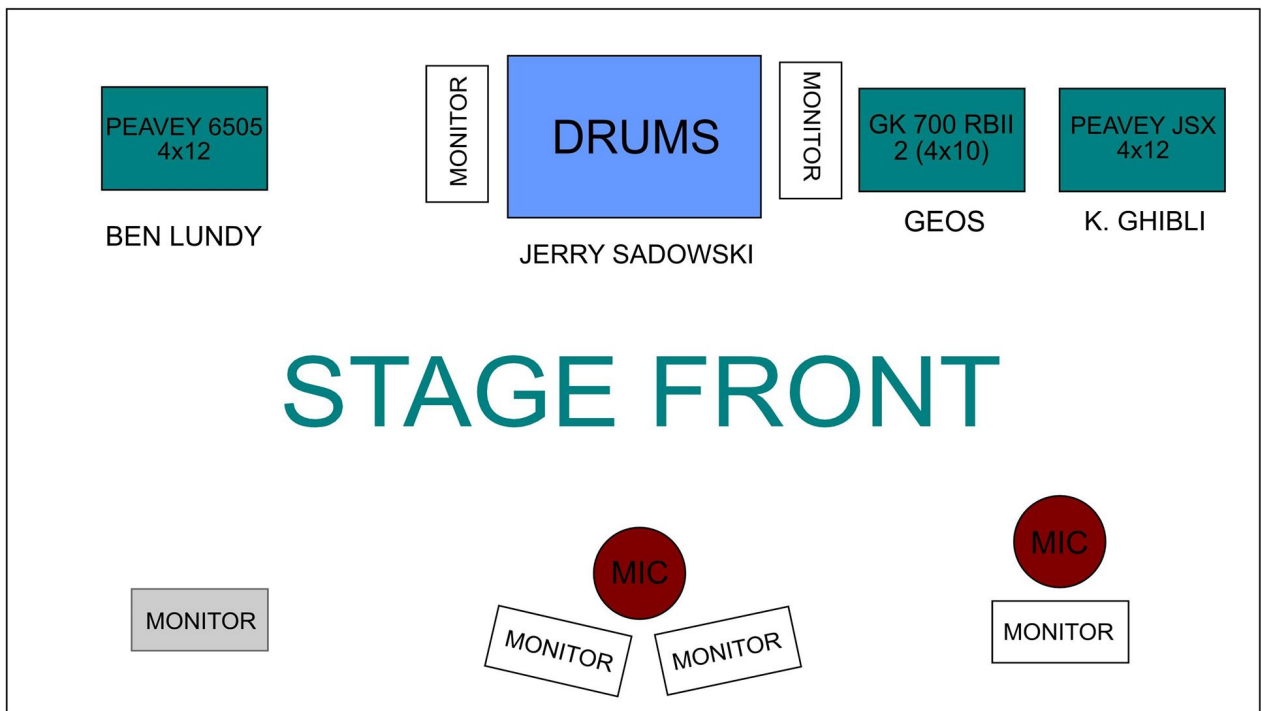 MONITOR
DRUMS
MONITOR
PEAVEY 6505
4x12
GK 700 RBII
2 (4x10)
PEAVEY JSX
4x12
BEN LUNDY
JERRY SADOWSKI
GEOS
K. GHIBLI
STAGE FRONT
MIC
MIC
MONITOR
MONITOR
MONITOR
MONITOR